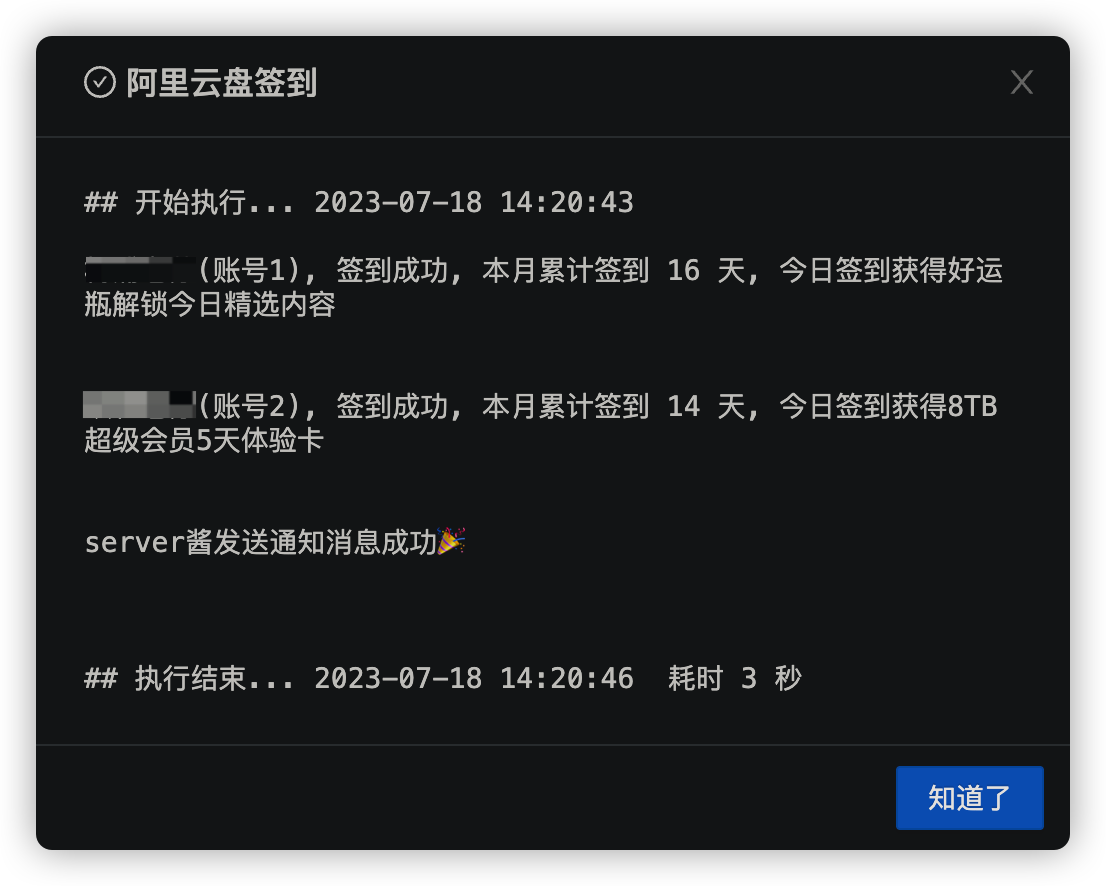 阿里云盘签到
X
## 开始执行... 2023-07-18 14:20:43
(账号1), 签到成功, 本月累计签到 16 天, 今日签到获得好运
瓶解锁今日精选内容
(账号2), 签到成功, 本月累计签到 14 天, 今日签到获得8TB
超级会员5天体验卡
server酱发送通知消息成功🎉
## 执行结束... 2023-07-18 14:20:46  耗时 3 秒
知道了